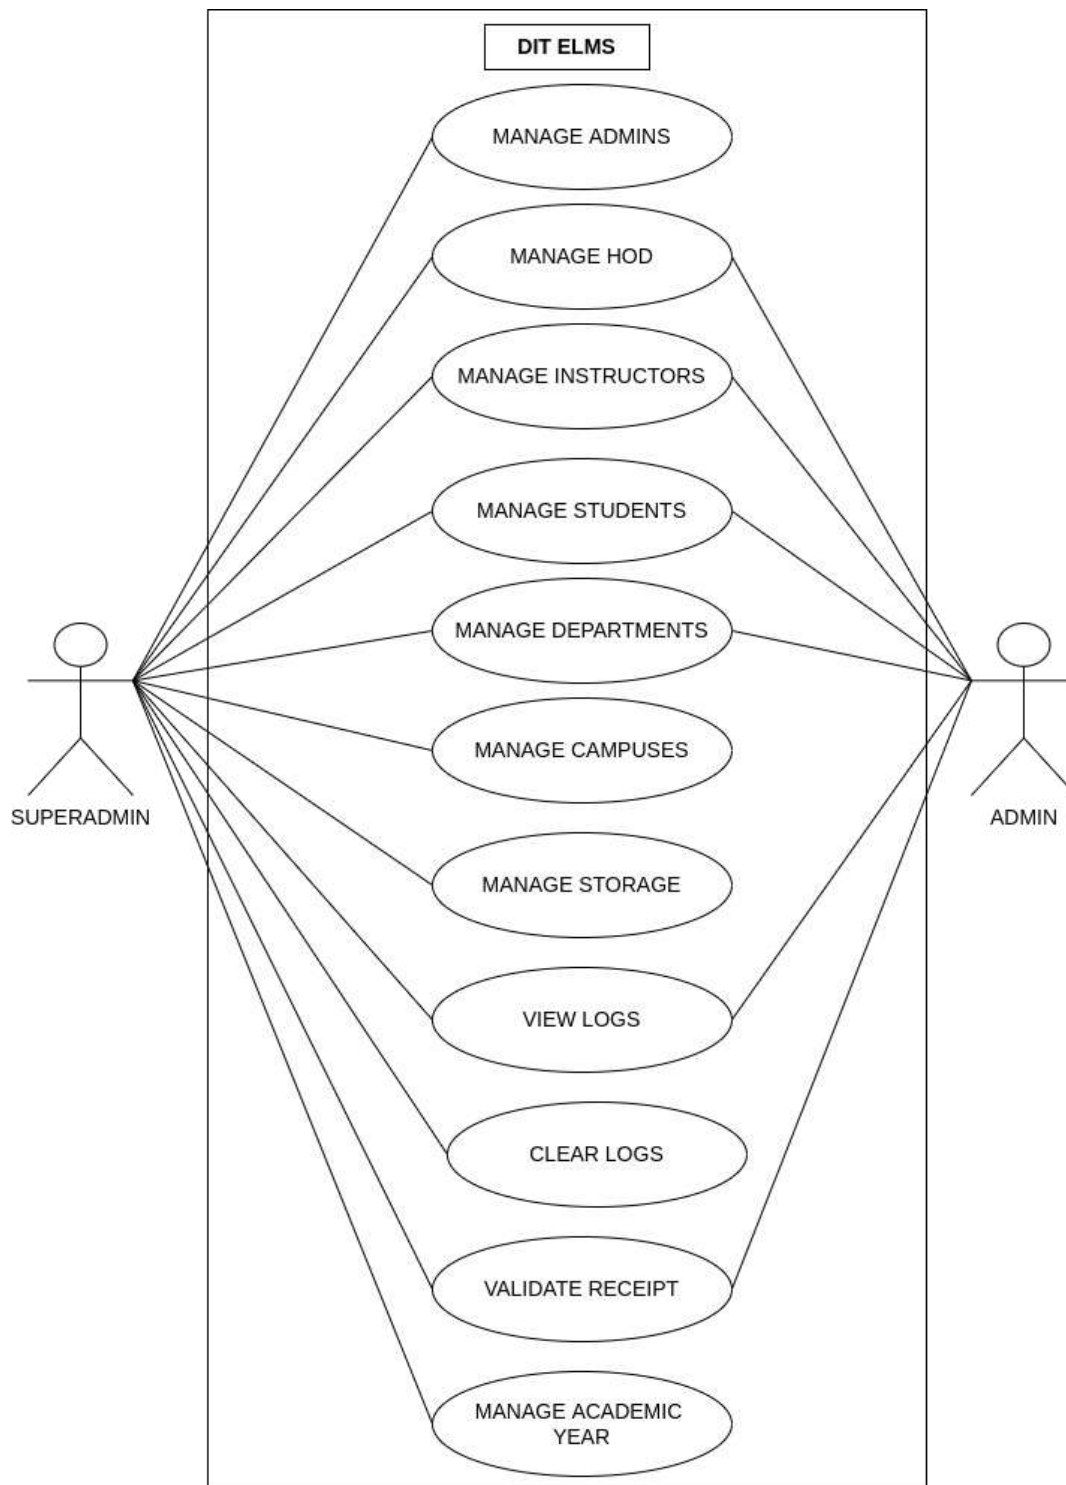 DIT ELMS
MANAGE ADMINS
MANAGE HOD
MANAGE INSTRUCTORS
MANAGE STUDENTS
MANAGE DEPARTMENTS
MANAGE CAMPUSES
SUPERADMIN
ADMIN
MANAGE STORAGE
VIEW LOGS
CLEAR LOGS
VALIDATE RECEIPT
MANAGE ACADEMIC
YEAR